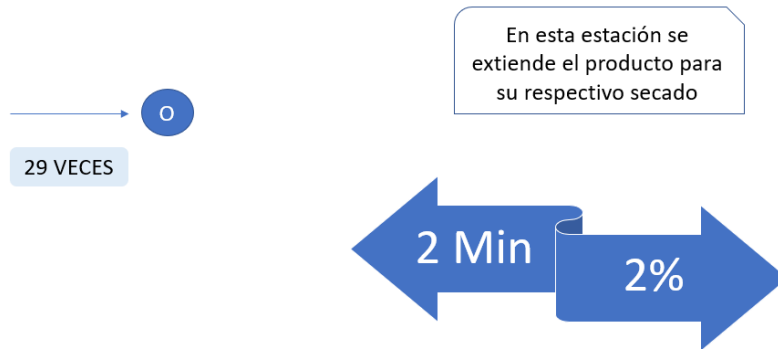 En esta estación se
extiende el producto para
su respectivo secado
O
29 VECES
2 Min
2%